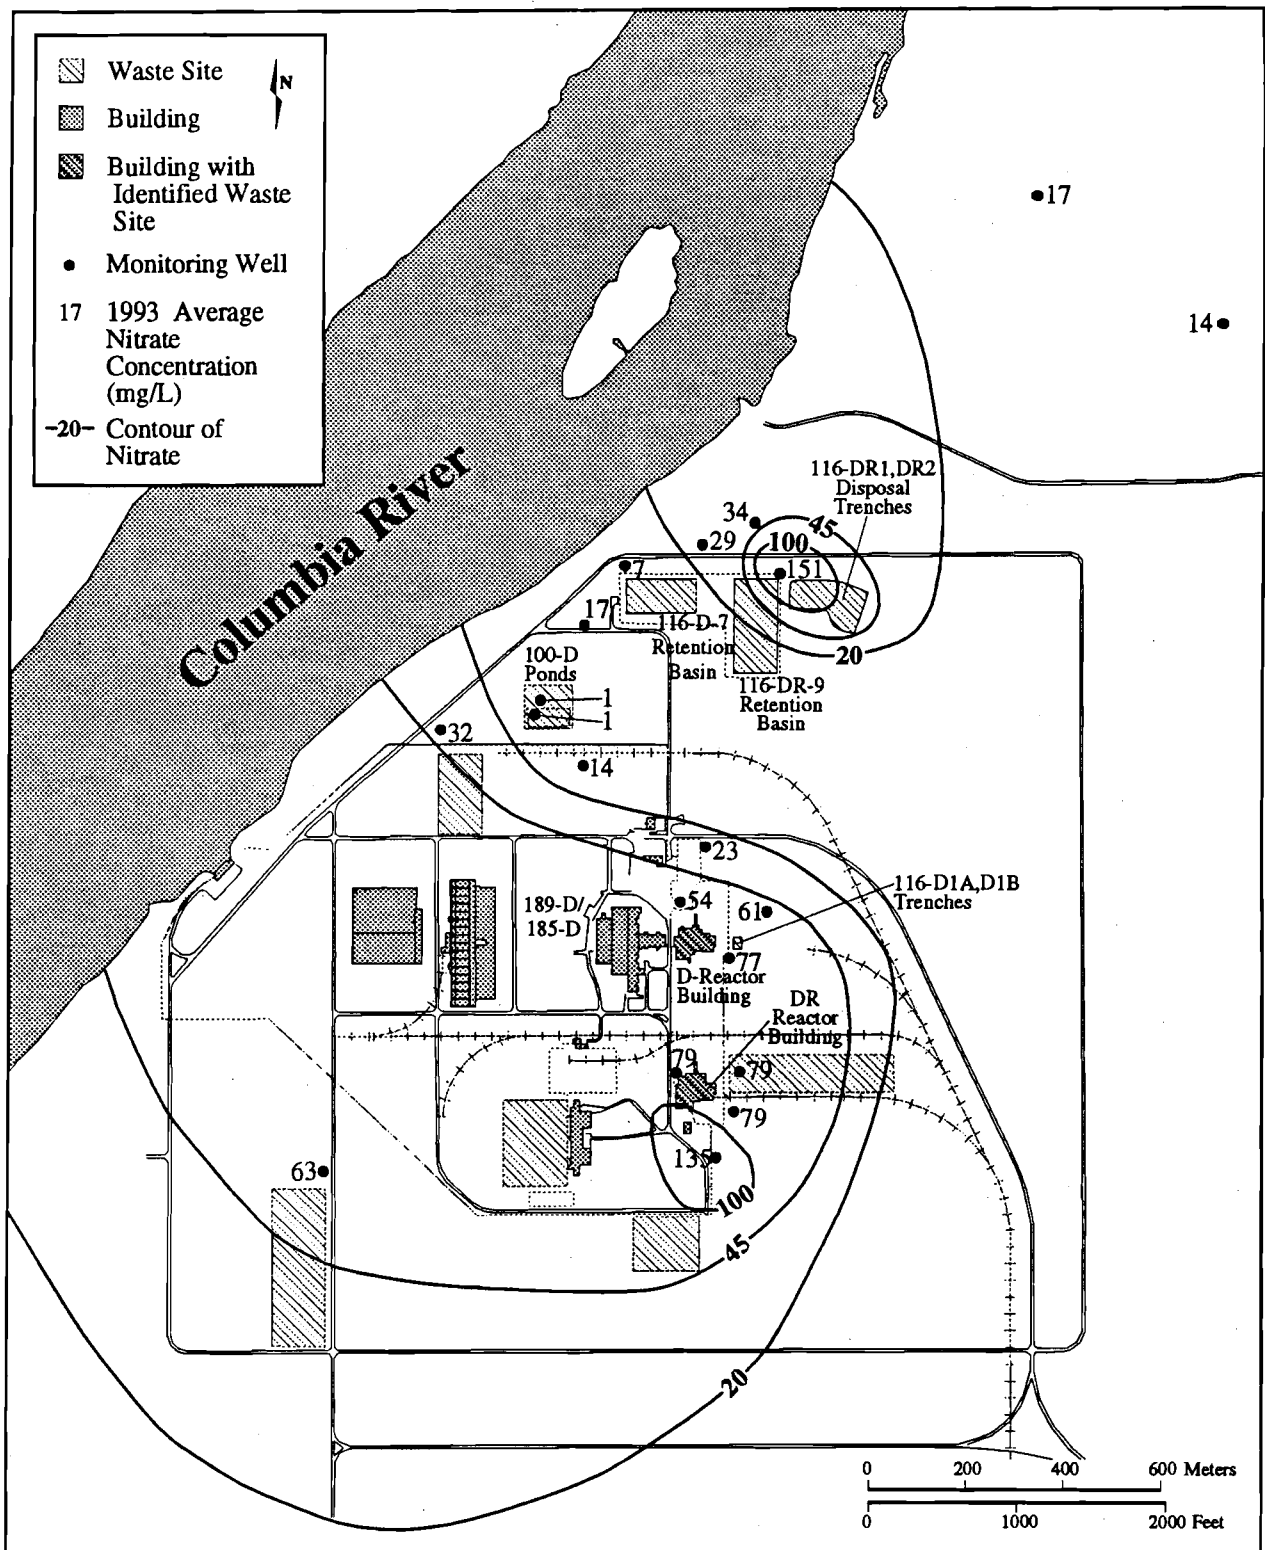 Waste Site
N
Building
Building with
Identified Waste
Site
Monitoring Well
17 1993 Average
Nitrate
Concentration
(mg/L)
-20- Contour of
Nitrate
Columbia River
17
14
116-DR1,DR2
Disposal
Trenches
34
45
29
100
7
151
17
116-D-7
Retention
Basin
20
100-D
Ponds
1
1
116-DR-9
Retention
Basin
32
14
23
116-D1A,D1B
Trenches
189-D/
185-D
54
61
77
D-Reactor
Building
DR
Reactor
Building
79
79
79
135
63
100
45
20
0 200 400 600 Meters
0 1000 2000 Feet